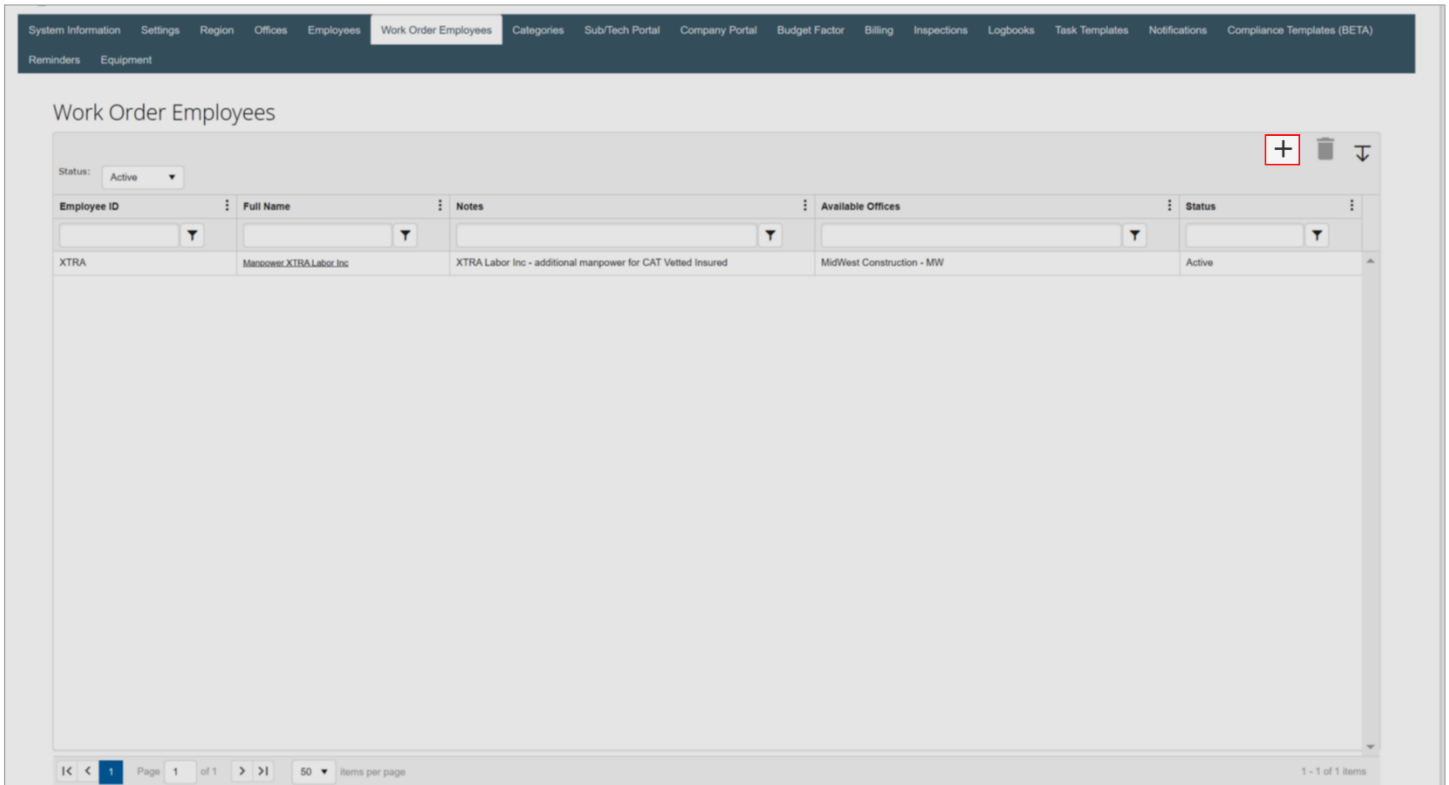 System Information Settings Region Offices Employees Work Order Employees Categories Sub/Tech Portal Company Portal Budget Factor Billing Inspections Logbooks Task Templates Notifications Compliance Templates (BETA)
Reminders Equipment
Work Order Employees
Status: Active
Employee ID Full Name Notes Available Offices Status
XTRA Manpower XTRA Labor Inc XTRA Labor Inc - additional manpower for CAT Vetted Insured MidWest Construction - MW Active
1 Page 1 of 1 50 items per page 1 - 1 of 1 items